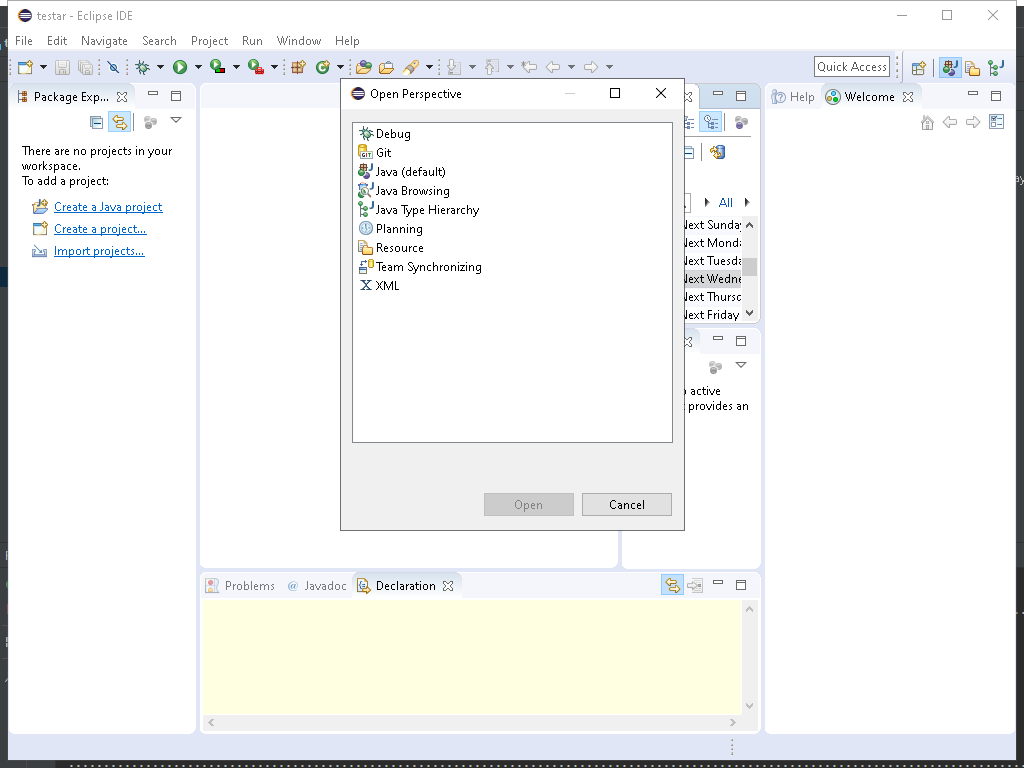 testar - Eclipse IDE
File Edit Navigate Search Project Run Window Help
Quick Access
Package Exp...
There are no projects in your
workspace.
To add a project:
Create a Java project
Create a project...
Import projects...
Open Perspective
Debug
Git
Java (default)
Java Browsing
Java Type Hierarchy
Planning
Resource
Team Synchronizing
XML
Open Cancel
All
Next Sunday
Next Monda
Next Tuesda
Next Wedne
Next Thursd
Next Friday
active
provides an
Help Welcome
Problems @ Javadoc Declaration